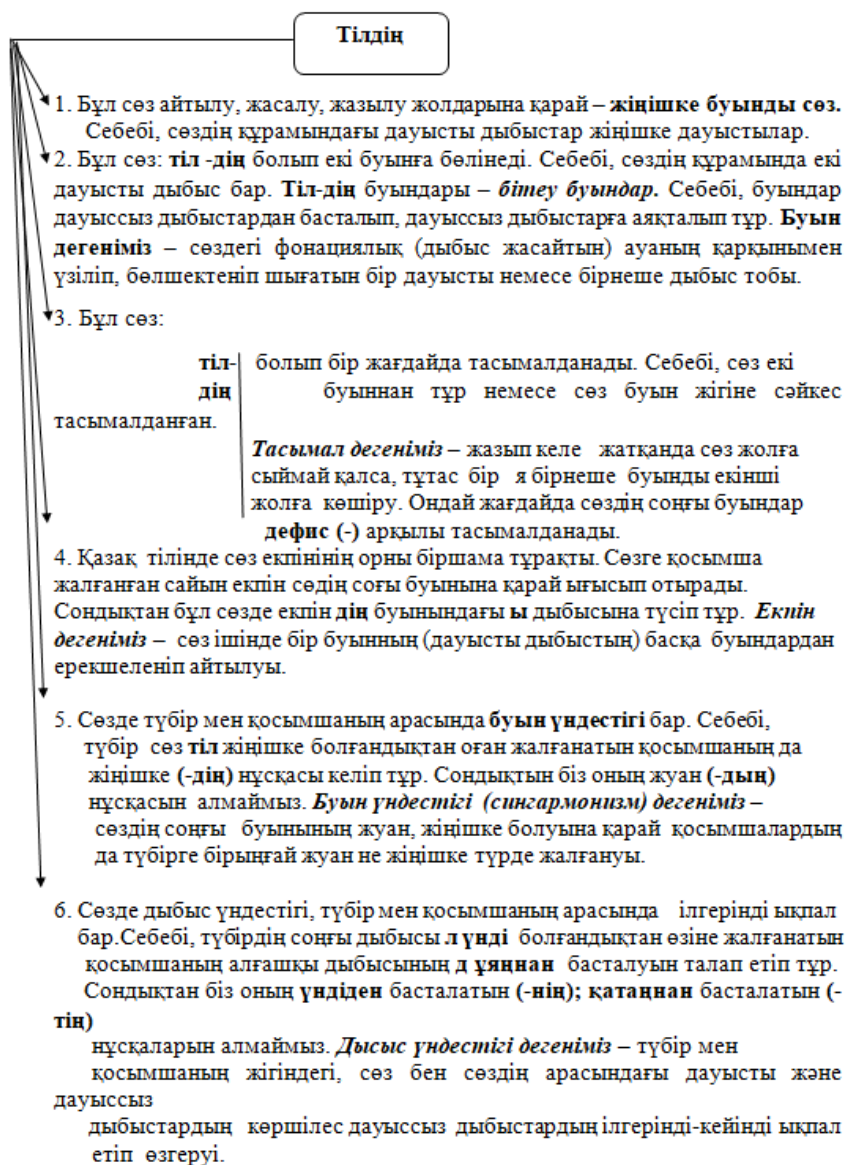 Тілдің
1. Бұл сөз айтылу, жасалу, жазылу жолдарына қарай – жіңішке буынды сөз.
Себебі, сөздің құрамындағы дауысты дыбыстар жіңішке дауыстылар.
2. Бұл сөз: тіл -дің болып екі буынға бөлінеді. Себебі, сөздің құрамында екі
дауысты дыбыс бар. Тіл-дің буындары – бітеу буындар. Себебі, буындар
дауыссыз дыбыстардан басталып, дауыссыз дыбыстарға аяқталып тұр. Буын
дегеніміз – сөздегі фонациялық (дыбыс жасайтын) ауаның қарқынымен
үзіліп, бөлшектеніп шығатын бір дауысты немесе бірнеше дыбыс тобы.
3. Бұл сөз:
тіл- болып бір жағдайда тасымалданады. Себебі, сөз екі
дің буыннан тұр немесе сөз буын жігіне сәйкес
тасымалданған.
Тасымал дегеніміз – жазып келе жатқанда сөз жолға
сыймай қалса, тұтас бір я бірнеше буынды екінші
жолға көшіру. Ондай жағдайда сөздің соңғы буындар
дефис (-) арқылы тасымалданады.
4. Қазақ тілінде сөз екпінінің орны біршама тұрақты. Сөзге қосымша
жалғанған сайын екпін сөдің соғы буынына қарай ығысып отырады.
Сондықтан бұл сөзде екпін дің буынындағы ы дыбысына түсіп тұр. Екпін
дегеніміз – сөз ішінде бір буынның (дауысты дыбыстың) басқа буындардан
ерекшеленіп айтылуы.
5. Сөзде түбір мен қосымшаның арасында буын үндестігі бар. Себебі,
түбір сөз тіл жіңішке болғандықтан оған жалғанатын қосымшаның да
жіңішке (-дің) нұсқасы келіп тұр. Сондықтын біз оның жуан (-дың)
нұсқасын алмаймыз. Буын үндестігі (сингармонизм) дегеніміз –
сөздің соңғы буынының жуан, жіңішке болуына қарай қосымшалардың
да түбірге бірыңғай жуан не жіңішке түрде жалғануы.
6. Сөзде дыбыс үндестігі, түбір мен қосымшаның арасында ілгерінді ықпал
бар.Себебі, түбірдің соңғы дыбысы л үнді болғандықтан өзіне жалғанатын
қосымшаның алғашқы дыбысының д ұяңнан басталуын талап етіп тұр.
Сондықтан біз оның үндіден басталатын (-нің); қатаңнан басталатын (-
тің)
нұсқаларын алмаймыз. Дысыс үндестігі дегеніміз – түбір мен
қосымшаның жігіндегі, сөз бен сөздің арасындағы дауысты және
дауыссыз
дыбыстардың көршілес дауыссыз дыбыстардың ілгерінді-кейінді ықпал
етіп өзгеруі.